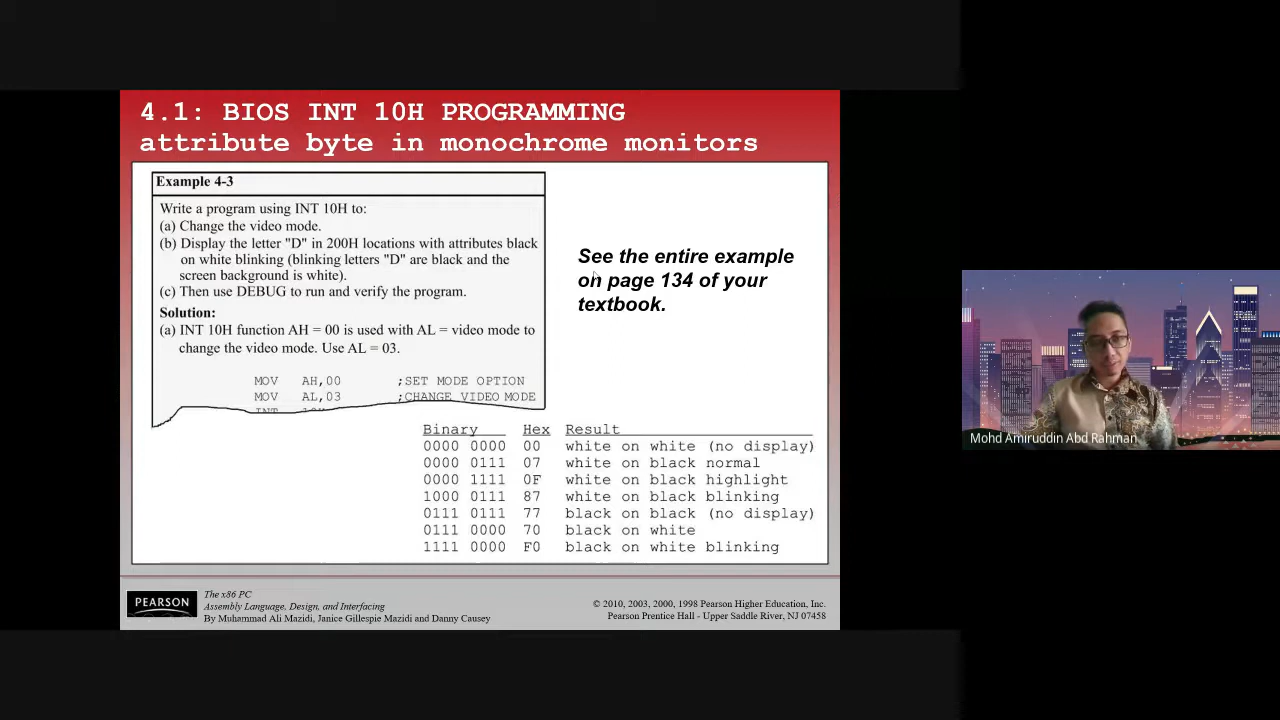 4.1: BIOS INT 10H PROGRAMMING
attribute byte in monochrome monitors
Example 4-3
Write a program using INT 10H to:
(a) Change the video mode.
(b) Display the letter "D" in 200H locations with attributes black
on white blinking (blinking letters "D" are black and the
screen background is white).
(c) Then use DEBUG to run and verify the program.
Solution:
(a) INT 10H function AH = 00 is used with AL = video mode to
change the video mode. Use AL = 03.
MOV AH,00 ;SET MODE OPTION
MOV AL,03 ;CHANGE VIDEO MODE
See the entire example
on page 134 of your
textbook.
Binary Hex Result
0000 0000 00 white on white (no display)
0000 0111 07 white on black normal
0000 1111 0F white on black highlight
1000 0111 87 white on black blinking
0111 0111 77 black on black (no display)
0111 0000 70 black on white
1111 0000 F0 black on white blinking
PEARSON
The x86 PC
Assembly Language, Design, and Interfacing
By Muhammad Ali Mazidi, Janice Gillespie Mazidi and Danny Causey
© 2010, 2003, 2000, 1998 Pearson Higher Education, Inc.
Pearson Prentice Hall - Upper Saddle River, NJ 07458
Mohd Amiruddin Abd Rahman